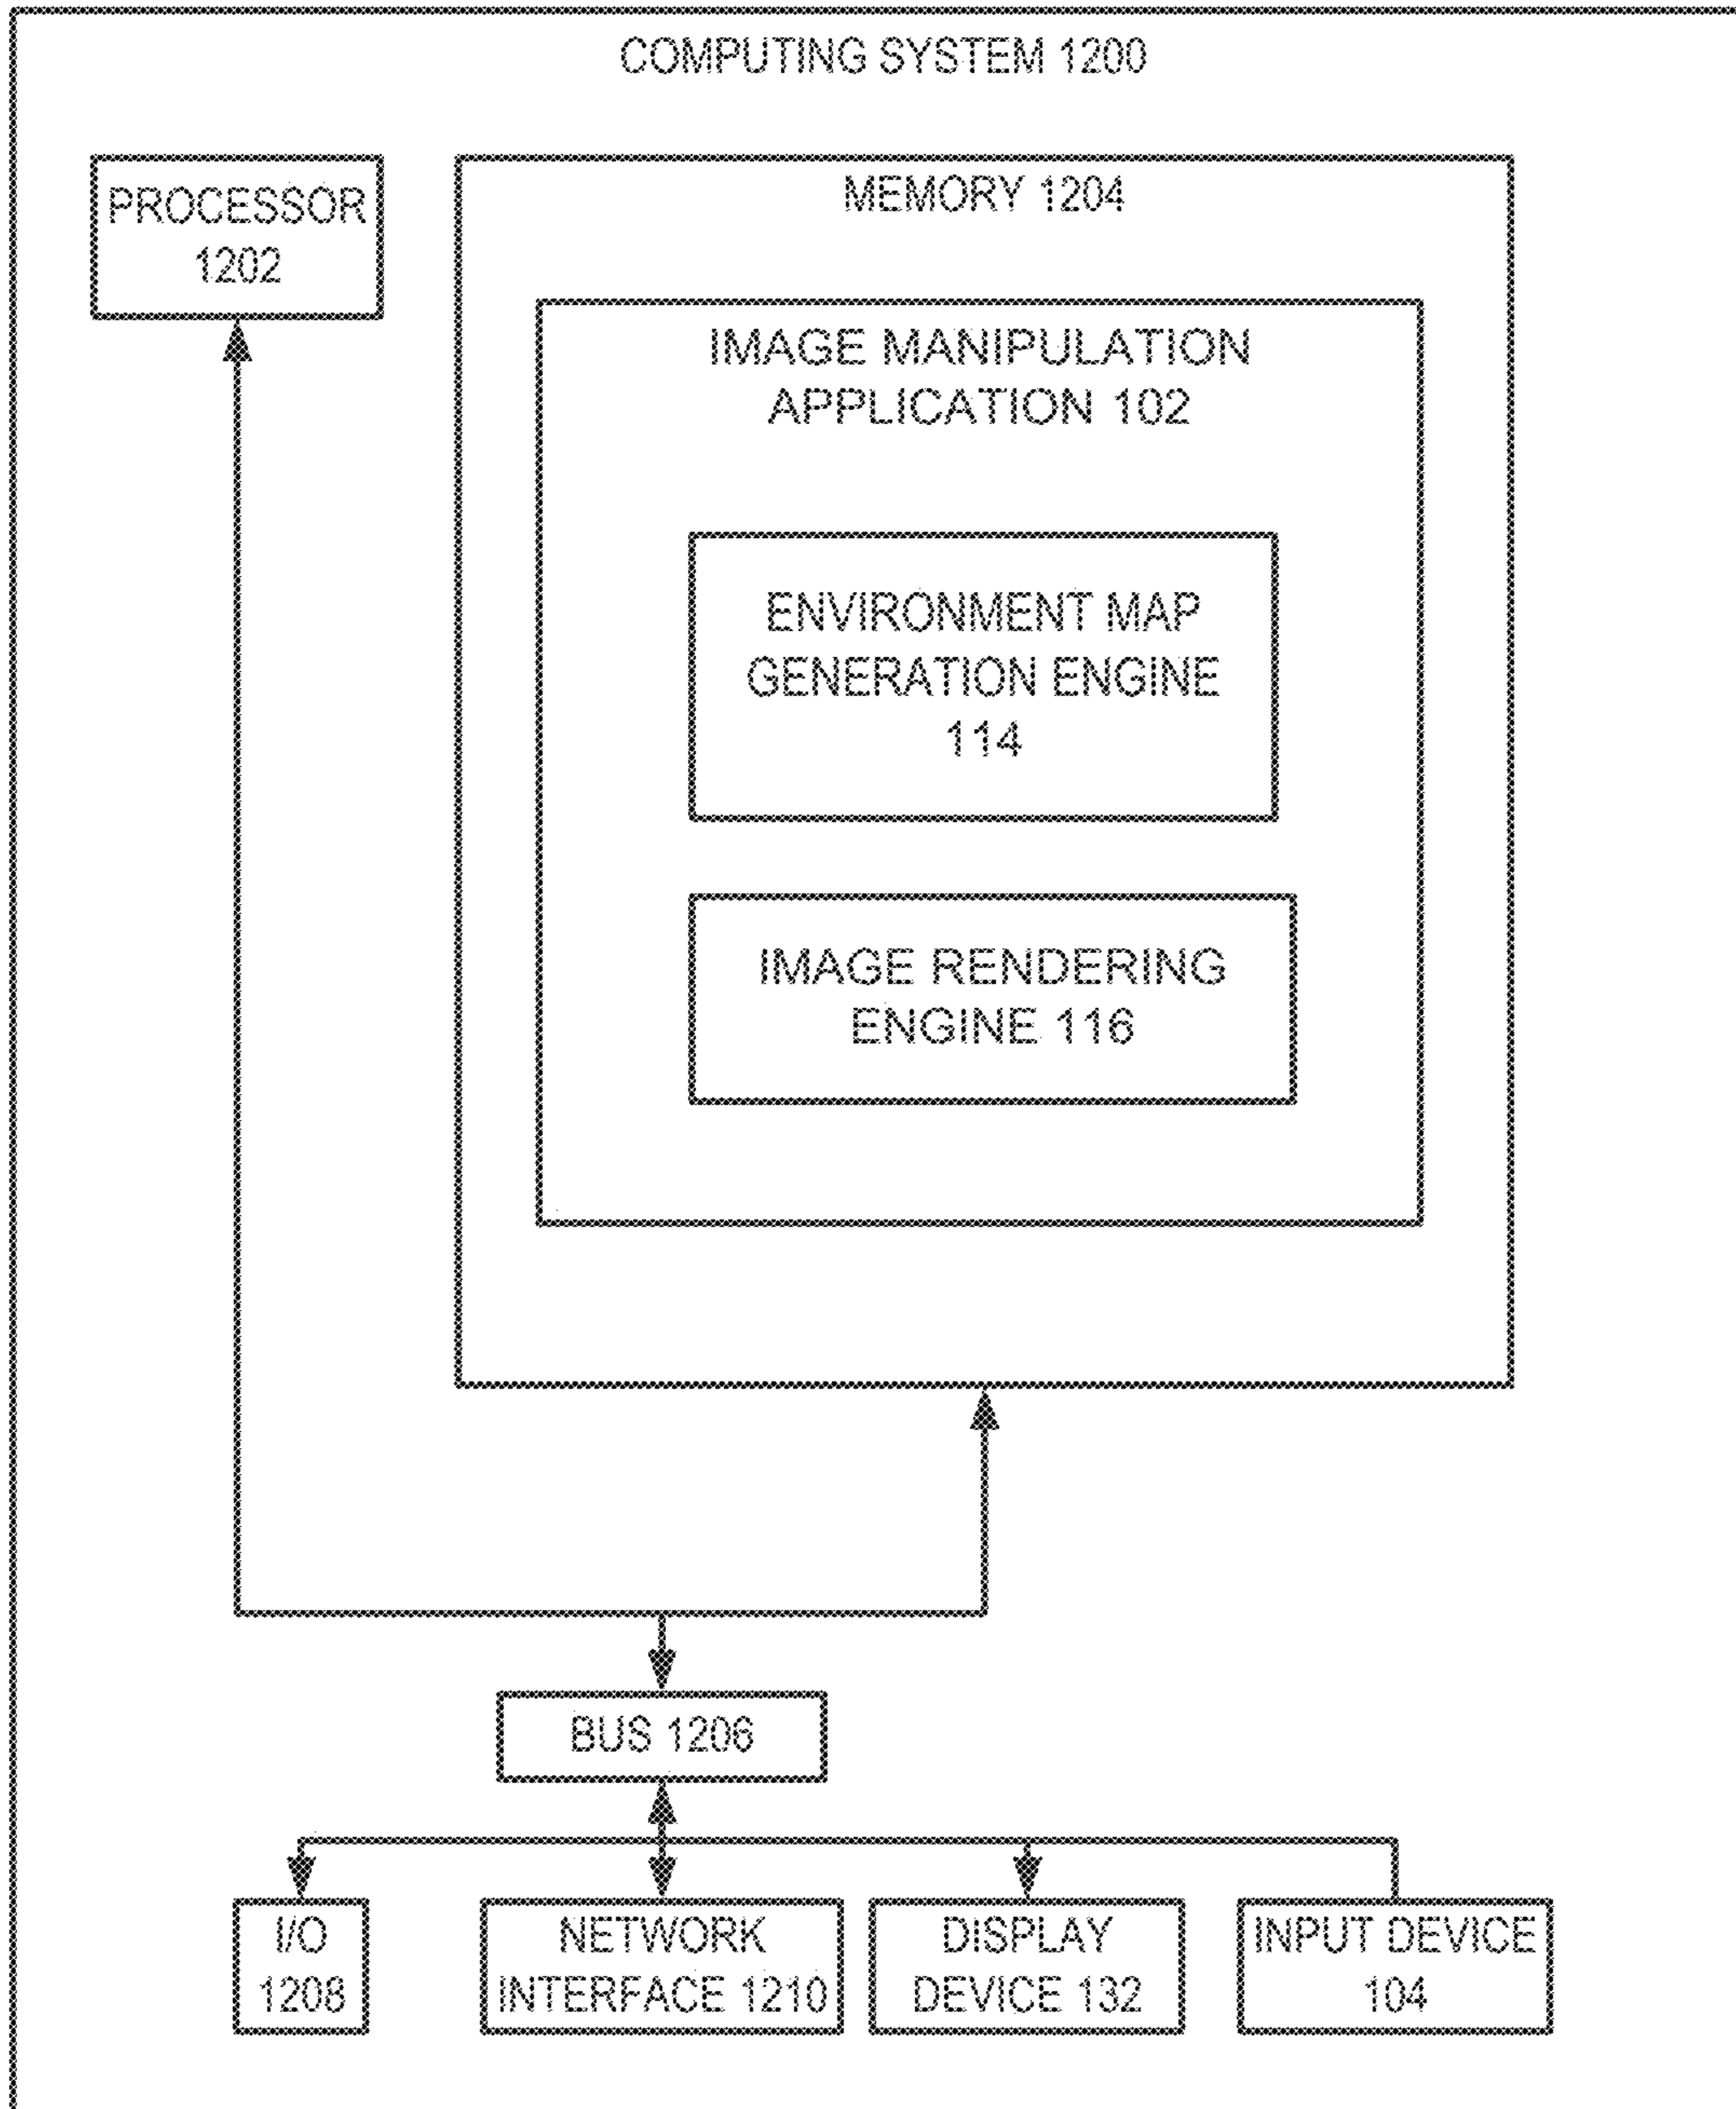 COMPUTING SYSTEM 1200
PROCESSOR
1202
MEMORY 1204
IMAGE MANIPULATION
APPLICATION 102
ENVIRONMENT MAP
GENERATION ENGINE
114
IMAGE RENDERING
ENGINE 116
BUS 1206
I/O
1208
NETWORK
INTERFACE 1210
DISPLAY
DEVICE 132
INPUT DEVICE
104